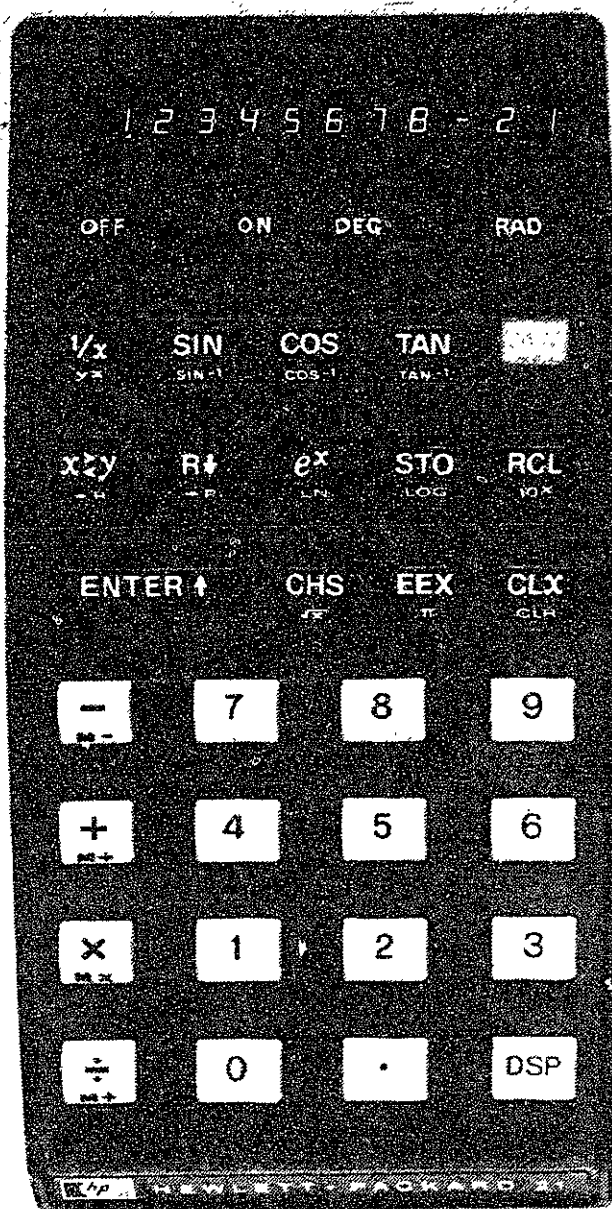 1.2345678-21
OFF ON DEG RAD
1/x SIN COS TAN
yˣ SIN-1 COS-1 TAN-1
x≷y R↓ eˣ STO RCL
→P →R LN LOG 10ˣ
ENTER↑ CHS EEX CLX
√x π CLR
− 7 8 9
M−
+ 4 5 6
M+
× 1 2 3
M×
÷ 0 · DSP
M÷
hp HEWLETT·PACKARD 21